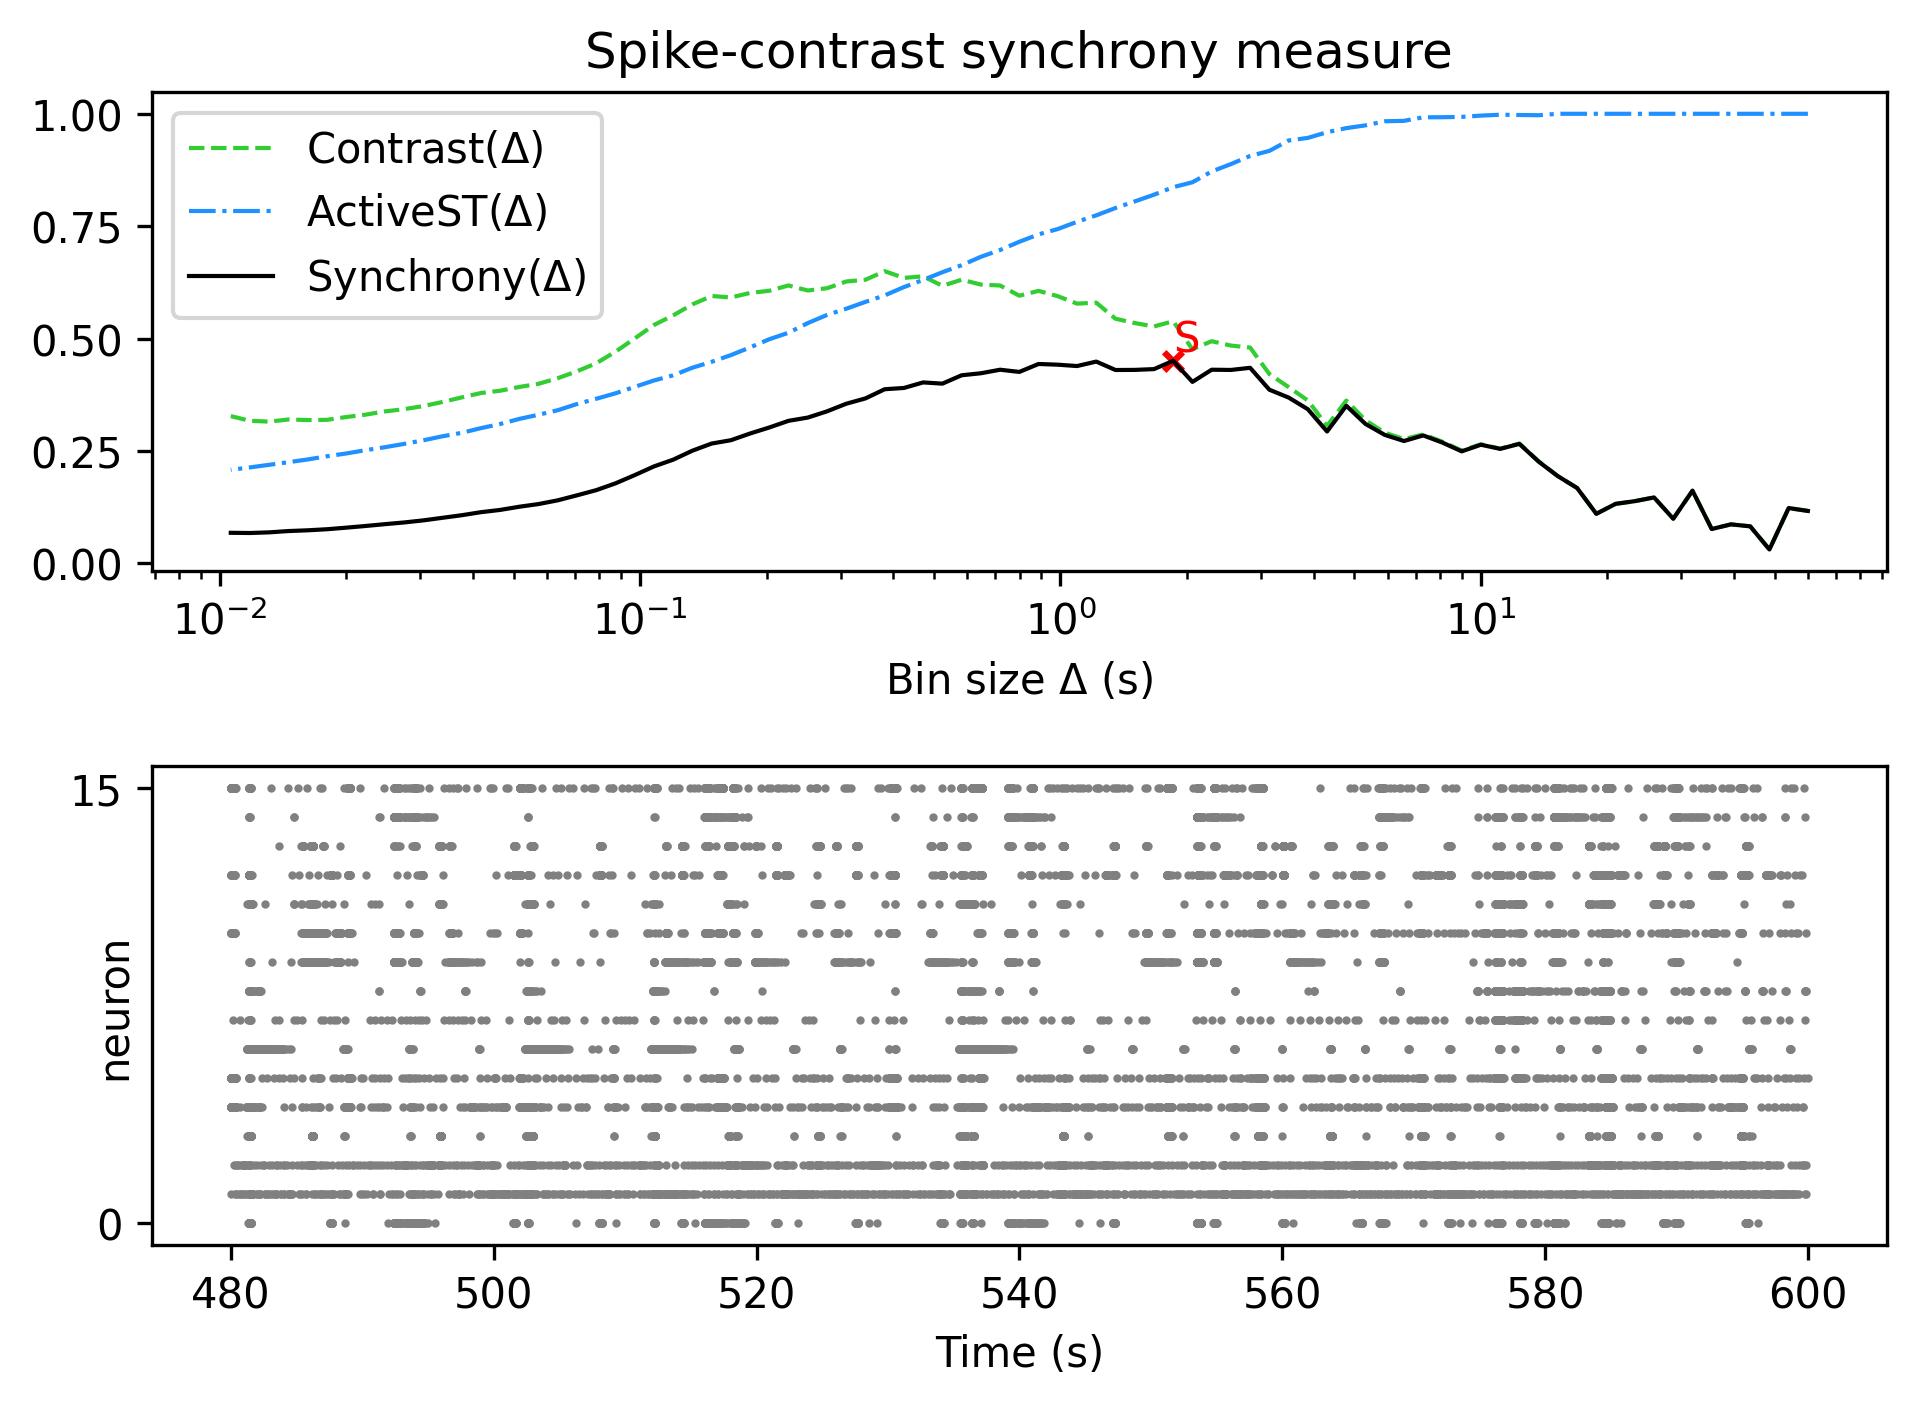 Spike-contrast synchrony measure
1.00
0.75
0.50
0.25
0.00
Contrast(Δ)
ActiveST(Δ)
Synchrony(Δ)
S
10⁻² 10⁻¹ 10⁰ 10¹
Bin size Δ (s)
15
0
neuron
480 500 520 540 560 580 600
Time (s)